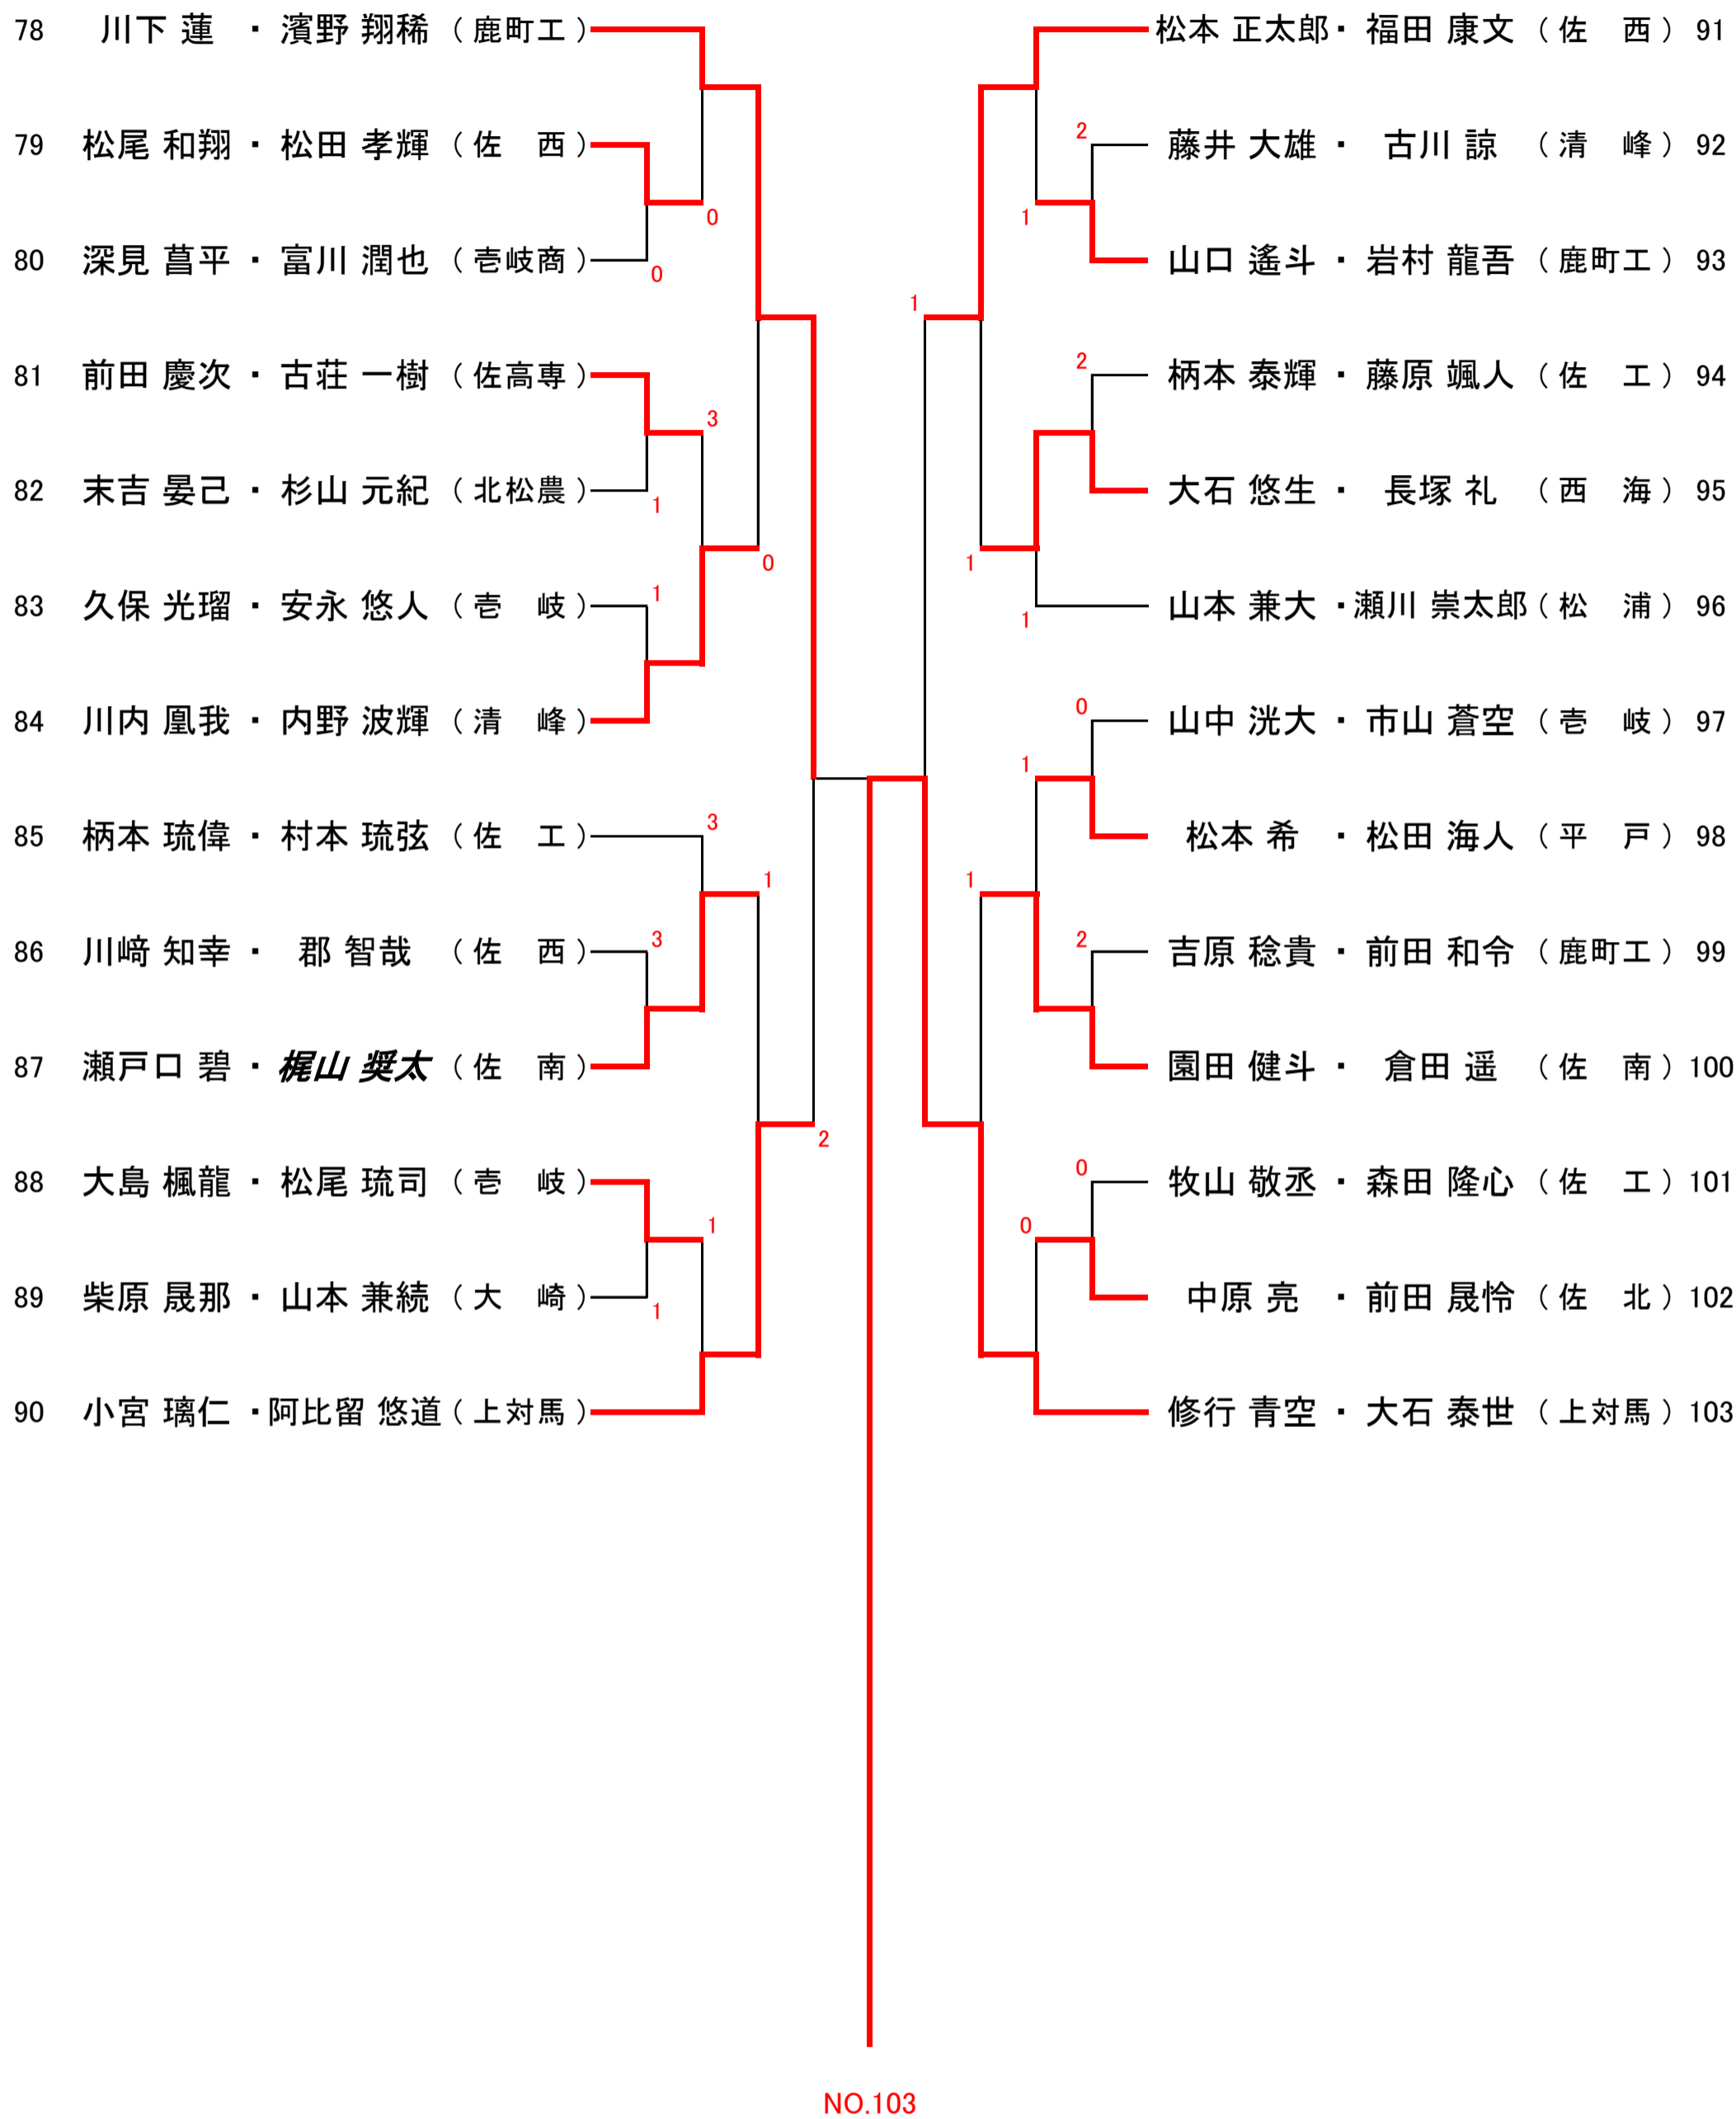 78 川下 蓮 ・ 濱野 翔稀 ( 鹿町工 )
79 松尾 和翔 ・ 松田 孝輝 ( 佐 西 )
0
80 深見 菖平 ・ 富川 潤也 ( 壱岐商 )
0
81 前田 慶次 ・ 古荘 一樹 ( 佐高専 )
3
82 末吉 晏己 ・ 杉山 元紀 ( 北松農 )
1
0
83 久保 光瑠 ・ 安永 悠人 ( 壱 岐 )
1
84 川内 凰我 ・ 内野 波輝 ( 清 峰 )
85 柄本 琉偉 ・ 村本 琉弦 ( 佐 工 )
3
1
86 川﨑 知幸 ・ 郡 智哉 ( 佐 西 )
3
87 瀬戸口 碧 ・ 梶山 奨太 ( 佐 南 )
2
88 大島 楓龍 ・ 松尾 琉司 ( 壱 岐 )
1
89 柴原 晟那 ・ 山本 兼続 ( 大 崎 )
1
90 小宮 璃仁 ・ 阿比留 悠道 ( 上対馬 )
松本 正太郎 ・ 福田 康文 ( 佐 西 ) 91
2
藤井 大雄 ・ 古川 諒 ( 清 峰 ) 92
1
山口 遙斗 ・ 岩村 龍吾 ( 鹿町工 ) 93
1
2
柄本 泰輝 ・ 藤原 颯人 ( 佐 工 ) 94
大石 悠生 ・ 長塚 礼 ( 西 海 ) 95
1
山本 兼大 ・ 瀬川 崇太郎 ( 松 浦 ) 96
1
0
山中 洸大 ・ 市山 蒼空 ( 壱 岐 ) 97
1
松本 希 ・ 松田 海人 ( 平 戸 ) 98
1
2
吉原 稔貴 ・ 前田 和令 ( 鹿町工 ) 99
園田 健斗 ・ 倉田 遥 ( 佐 南 ) 100
0
牧山 敬丞 ・ 森田 隆心 ( 佐 工 ) 101
0
中原 亮 ・ 前田 晟怜 ( 佐 北 ) 102
修行 青空 ・ 大石 泰世 ( 上対馬 ) 103
NO.103